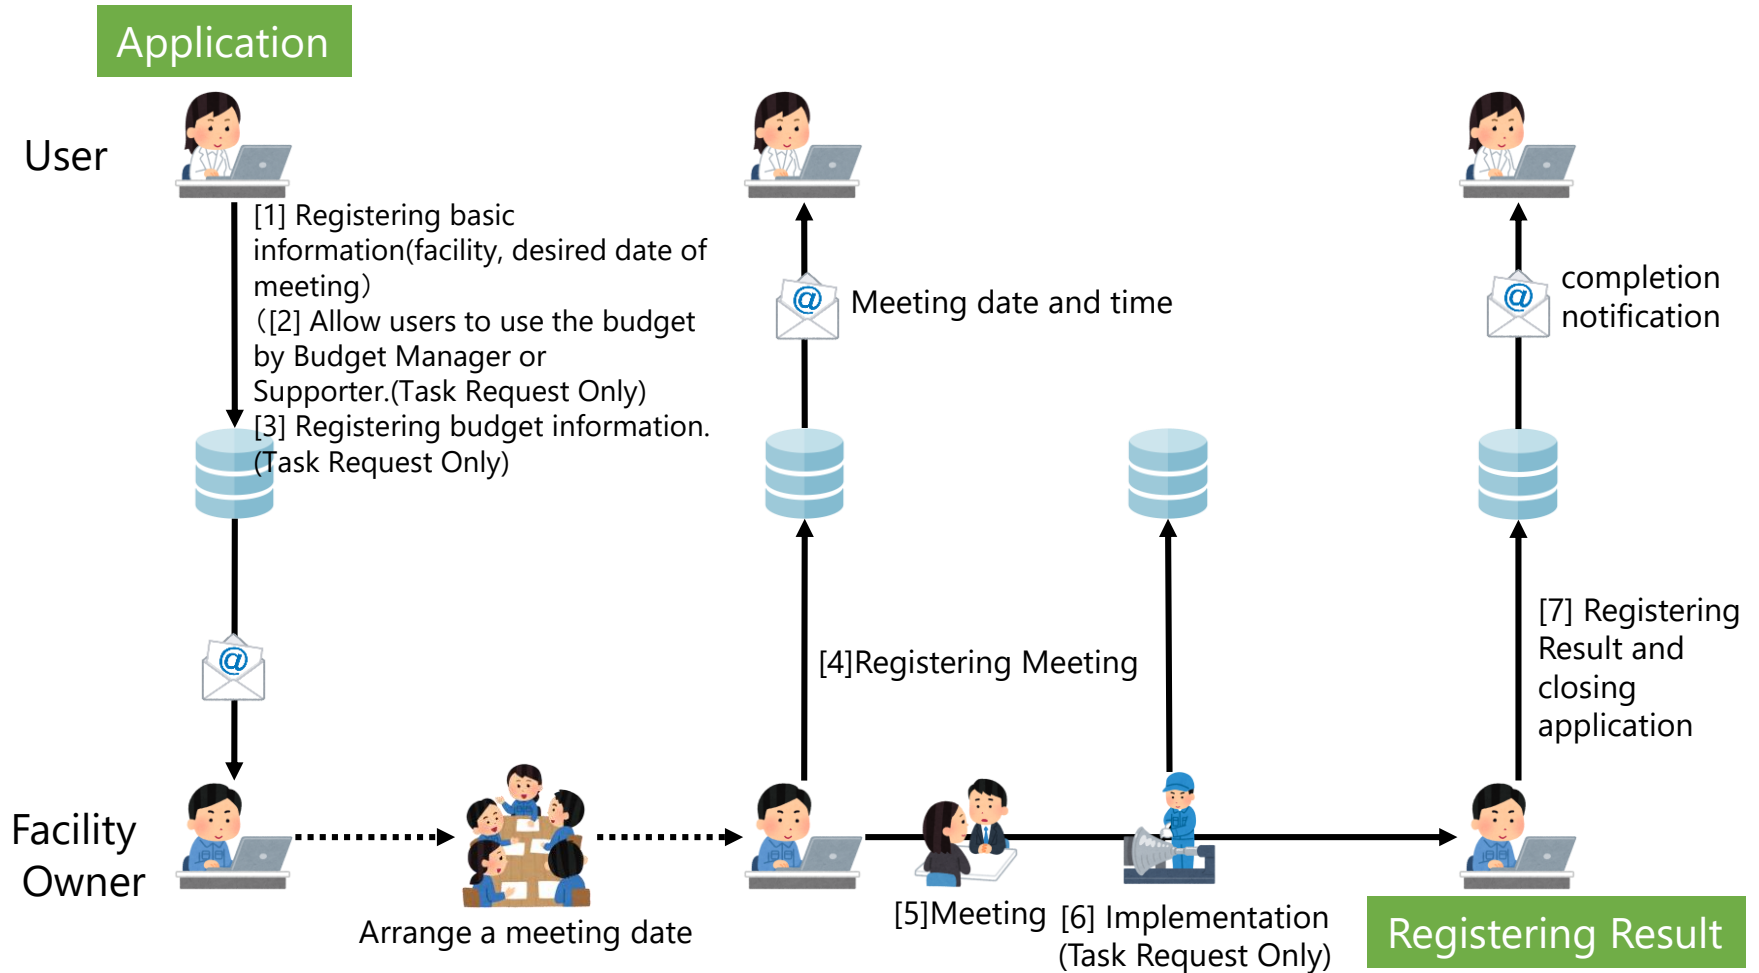 Application
User
[1] Registering basic
information(facility, desired date of
meeting）
（[2] Allow users to use the budget
by Budget Manager or
Supporter.(Task Request Only)
[3] Registering budget information.
(Task Request Only)
@
Meeting date and time
@
completion
notification
@
[4]Registering Meeting
[7] Registering
Result and
closing
application
Facility
Owner
Arrange a meeting date
[5]Meeting
[6] Implementation
(Task Request Only)
Registering Result